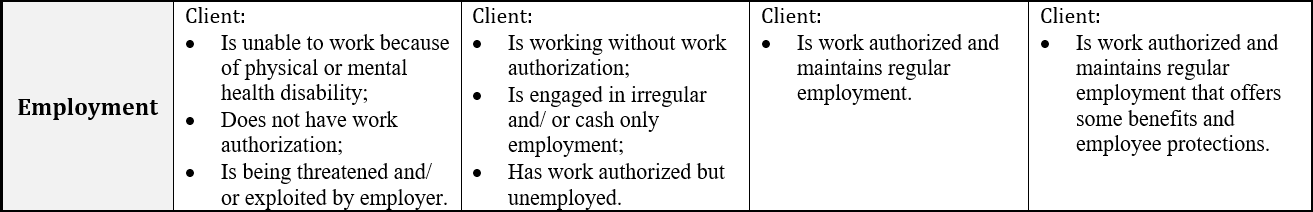 Employment
Client:
• Is unable to work because
of physical or mental
health disability;
• Does not have work
authorization;
• Is being threatened and/
or exploited by employer.
Client:
• Is working without work
authorization;
• Is engaged in irregular
and/ or cash only
employment;
• Has work authorized but
unemployed.
Client:
• Is work authorized and
maintains regular
employment.
Client:
• Is work authorized and
maintains regular
employment that offers
some benefits and
employee protections.